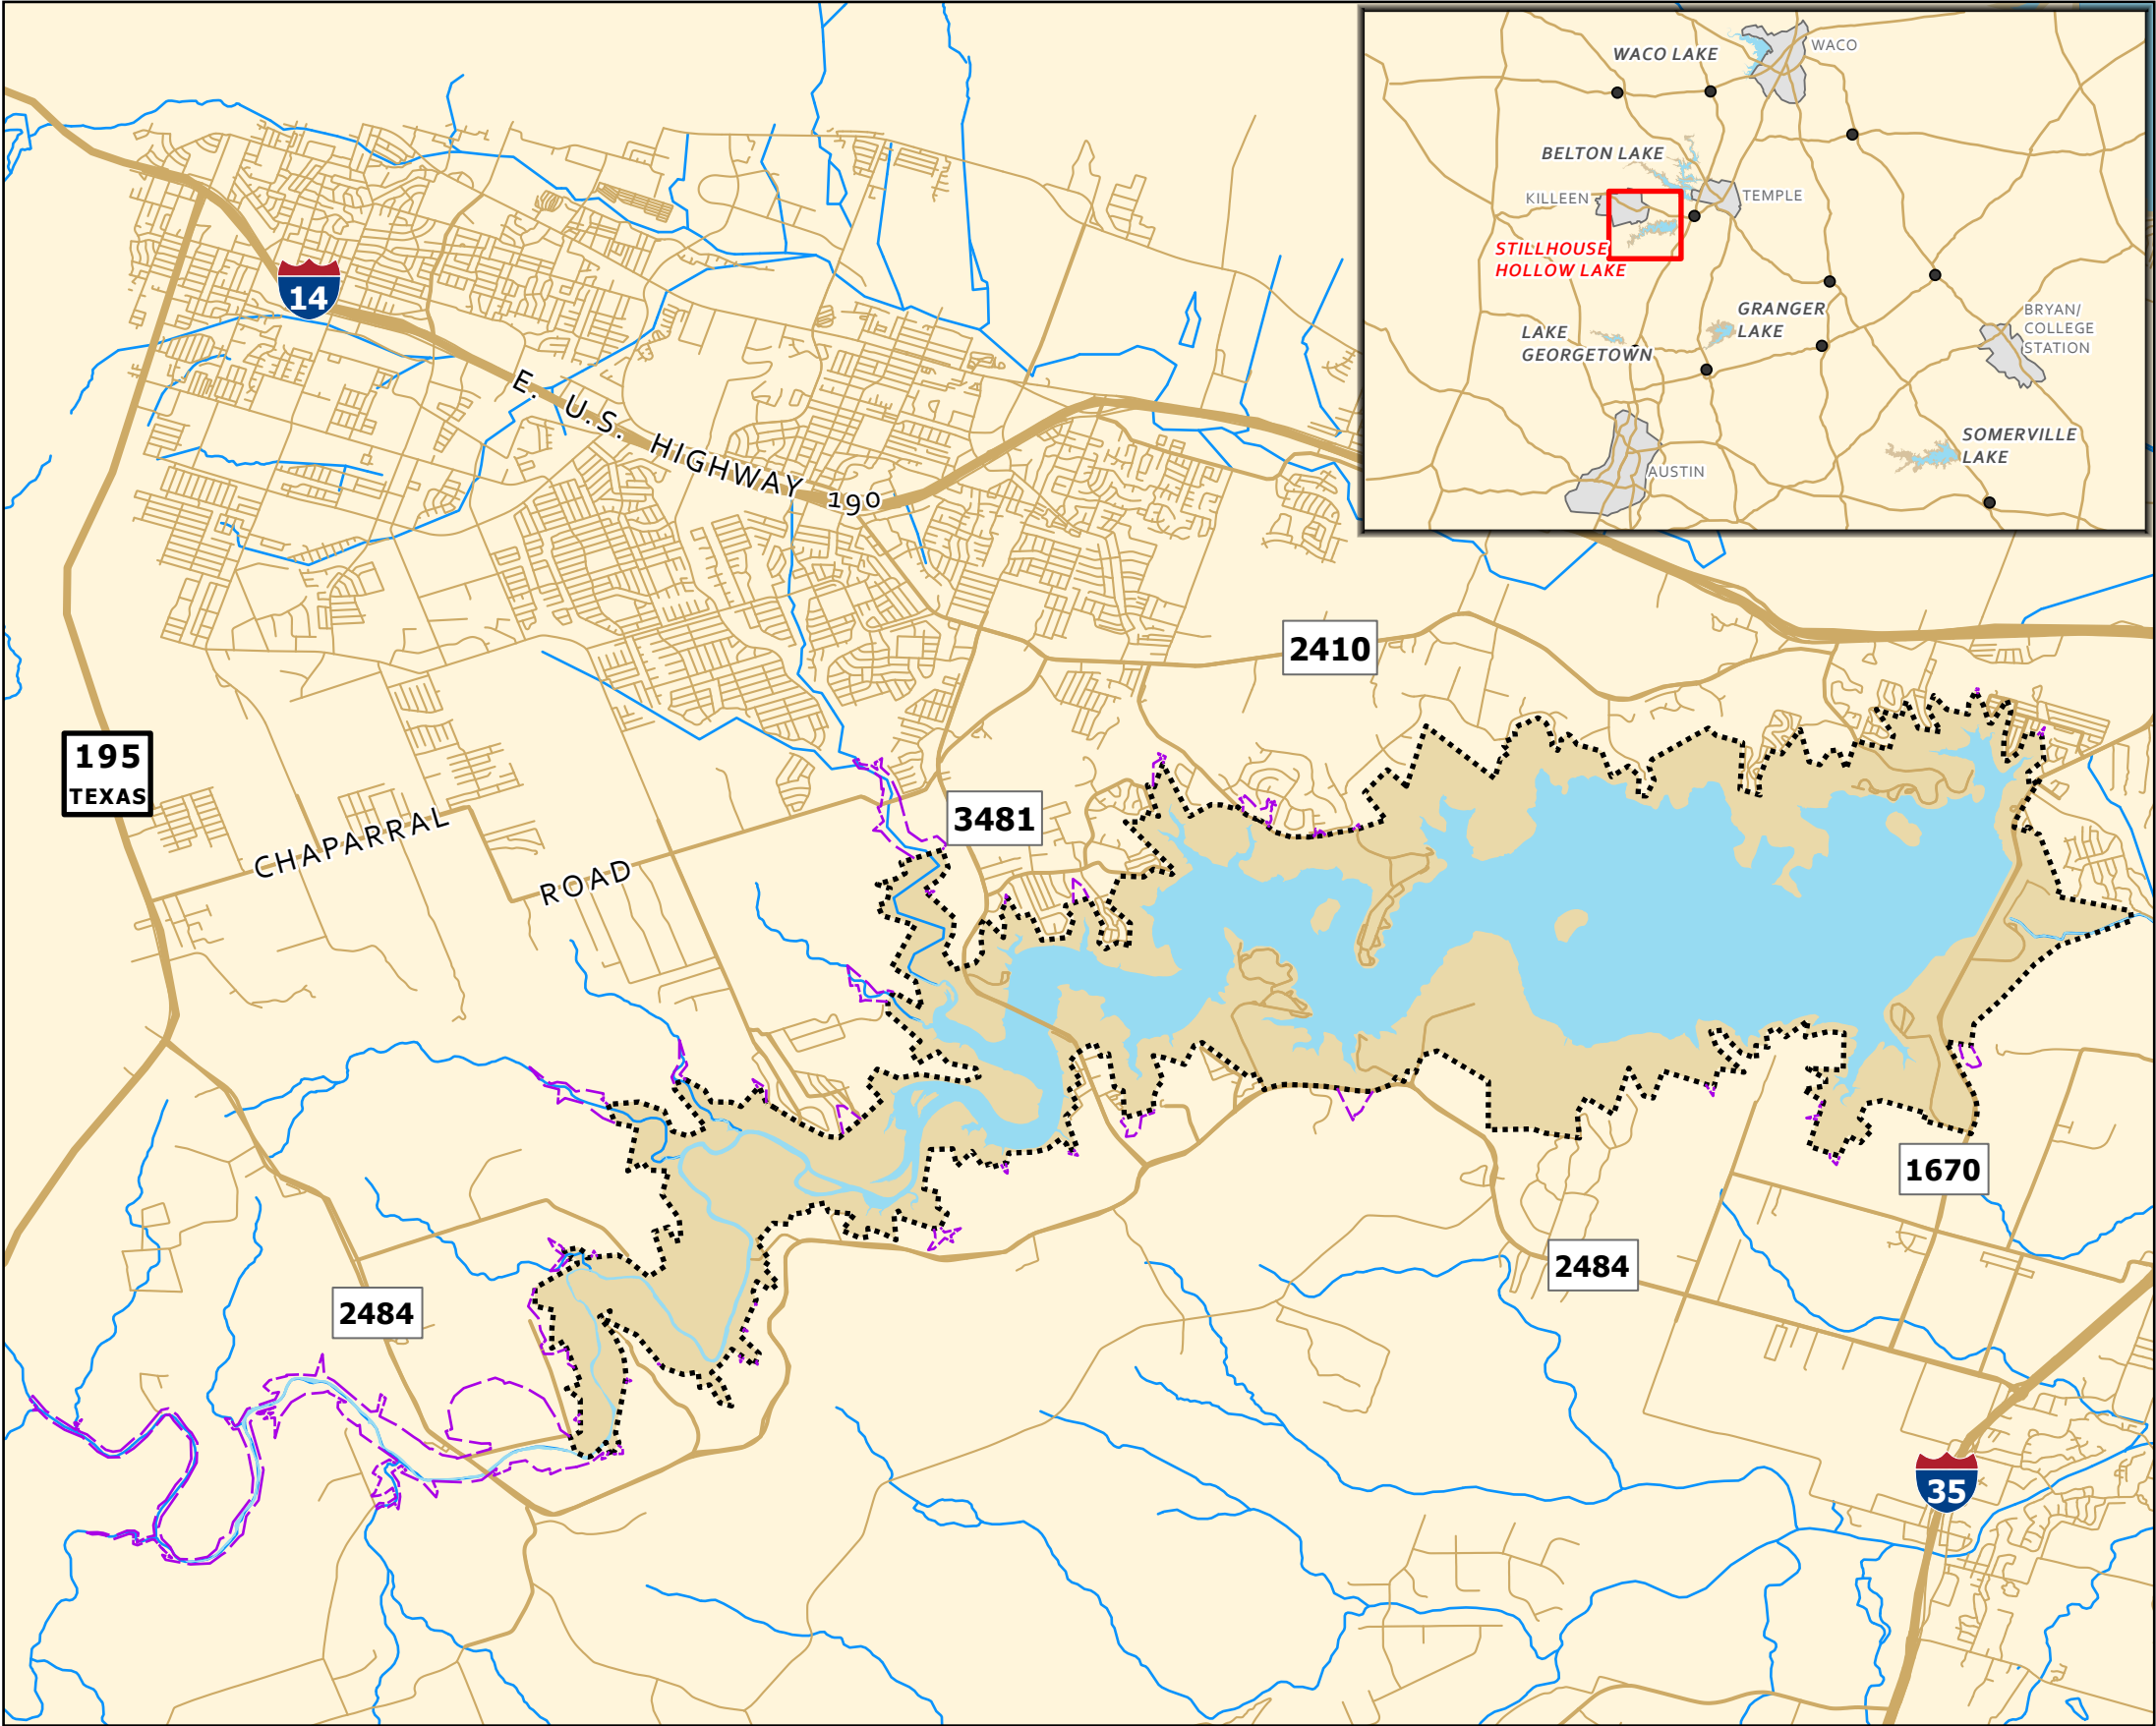 WACO LAKE
WACO
BELTON LAKE
KILLEEN
TEMPLE
STILLHOUSE
HOLLOW LAKE
GRANGER
LAKE
LAKE
GEORGETOWN
BRYAN/
COLLEGE
STATION
SOMERVILLE
LAKE
AUSTIN
14
E. U.S. HIGHWAY 190
2410
195
TEXAS
3481
CHAPARRAL
ROAD
1670
2484
2484
35